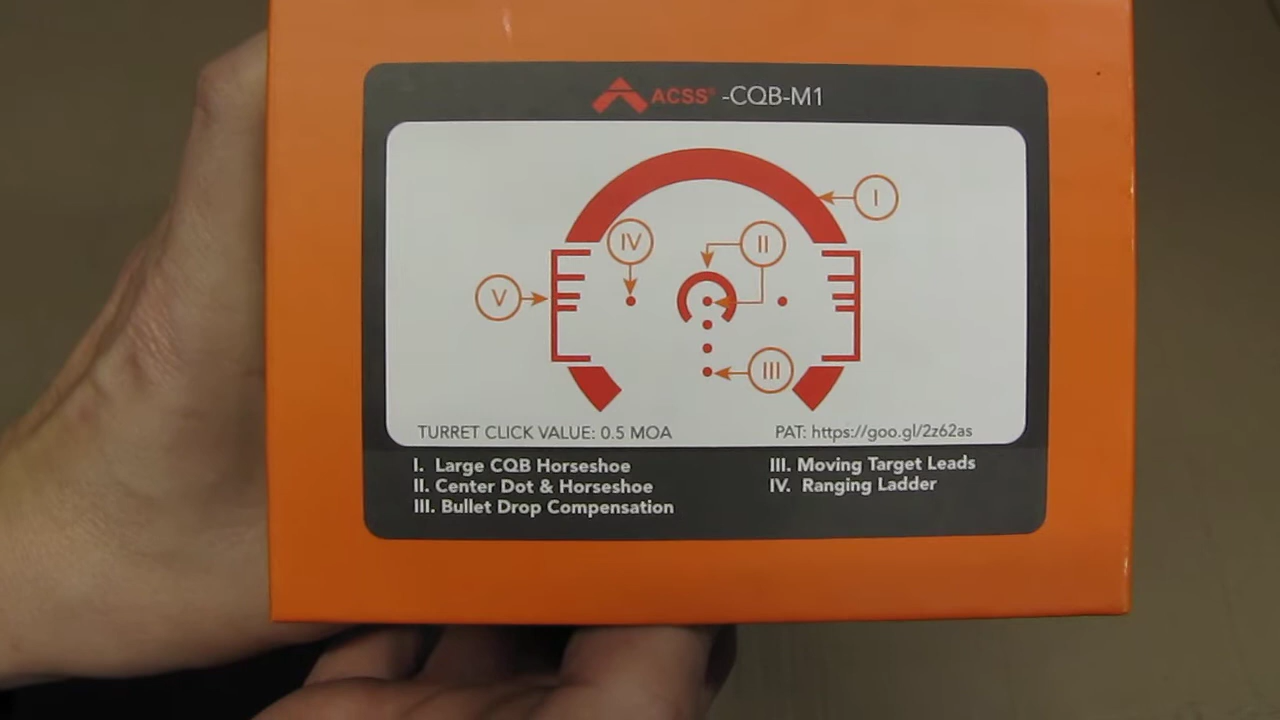 ACSS® -CQB-M1
I
IV
II
V
III
TURRET CLICK VALUE: 0.5 MOA
PAT: https://goo.gl/2z62as
I. Large CQB Horseshoe
II. Center Dot & Horseshoe
III. Bullet Drop Compensation
III. Moving Target Leads
IV. Ranging Ladder